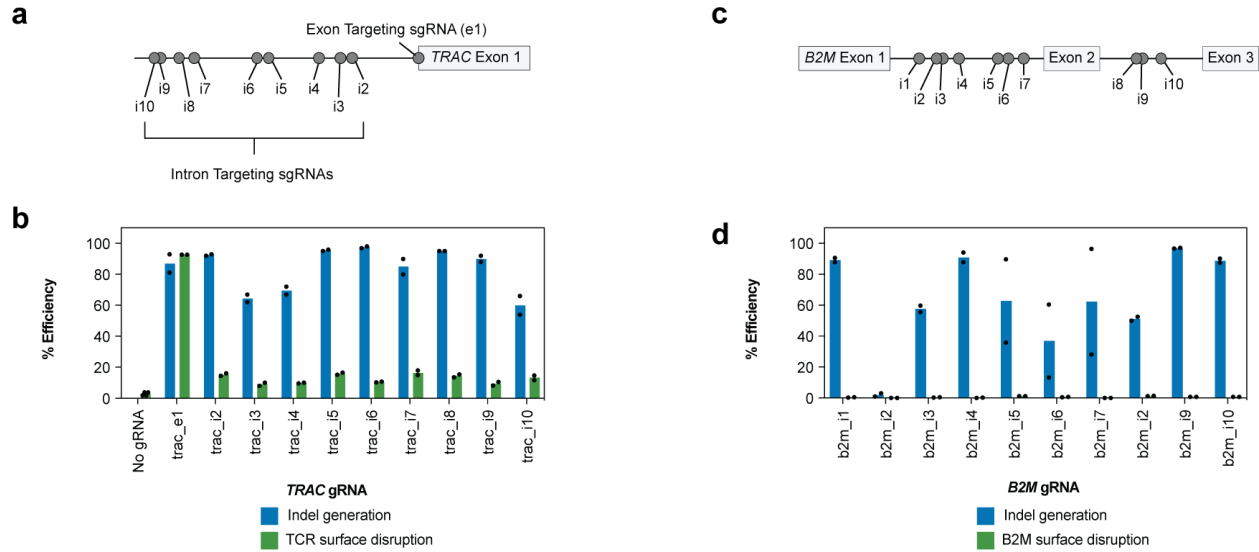 a
Exon Targeting sgRNA (e1)
TRAC Exon 1
i10
i9
i8
i7
i6
i5
i4
i3
i2
Intron Targeting sgRNAs
b
% Efficiency
100
80
60
40
20
0
No gRNA
trac_e1
trac_i2
trac_i3
trac_i4
trac_i5
trac_i6
trac_i7
trac_i8
trac_i9
trac_i10
TRAC gRNA
Indel generation
TCR surface disruption
c
B2M Exon 1
Exon 2
Exon 3
i1
i2
i3
i4
i5
i6
i7
i8
i9
i10
d
% Efficiency
100
80
60
40
20
0
b2m_i1
b2m_i2
b2m_i3
b2m_i4
b2m_i5
b2m_i6
b2m_i7
b2m_i2
b2m_i9
b2m_i10
B2M gRNA
Indel generation
B2M surface disruption